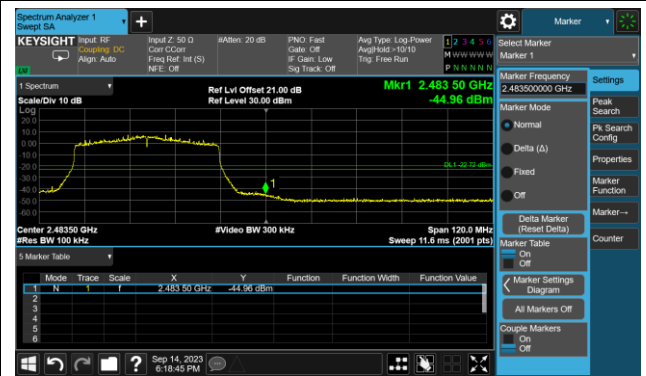 Spectrum Analyzer 1
Swept SA
Marker
KEYSIGHT
Input: RF
Coupling: DC
Align: Auto
Input Z: 50 Ω
Corr CCorr
Freq Ref: Int (S)
NFE: Off
#Atten: 20 dB
PNO: Fast
Gate: Off
IF Gain: Low
Sig Track: Off
Avg Type: Log-Power
Avg|Hold:>10/10
Trig: Free Run
1 2 3 4 5 6
M W W W W W
P N N N N N
Select Marker
Marker 1
1 Spectrum
Scale/Div 10 dB
Log
Ref Lvl Offset 21.00 dB
Ref Level 30.00 dBm
Mkr1 2.483 50 GHz
-44.96 dBm
20.0
10.0
0.00
-10.0
-20.0
-30.0
-40.0
-50.0
-60.0
DL1 -22.72 dBm
1
Center 2.48350 GHz
#Res BW 100 kHz
#Video BW 300 kHz
Span 120.0 MHz
Sweep 11.6 ms (2001 pts)
5 Marker Table
Mode Trace Scale X Y Function Function Width Function Value
1 N 1 f 2.483 50 GHz -44.96 dBm
2
3
4
5
6
Marker Frequency
2.483500000 GHz
Marker Mode
Normal
Delta (Δ)
Fixed
Off
Delta Marker
(Reset Delta)
Marker Table
On
Off
Marker Settings
Diagram
All Markers Off
Couple Markers
On
Off
Settings
Peak
Search
Pk Search
Config
Properties
Marker
Function
Marker→
Counter
Sep 14, 2023
6:18:45 PM